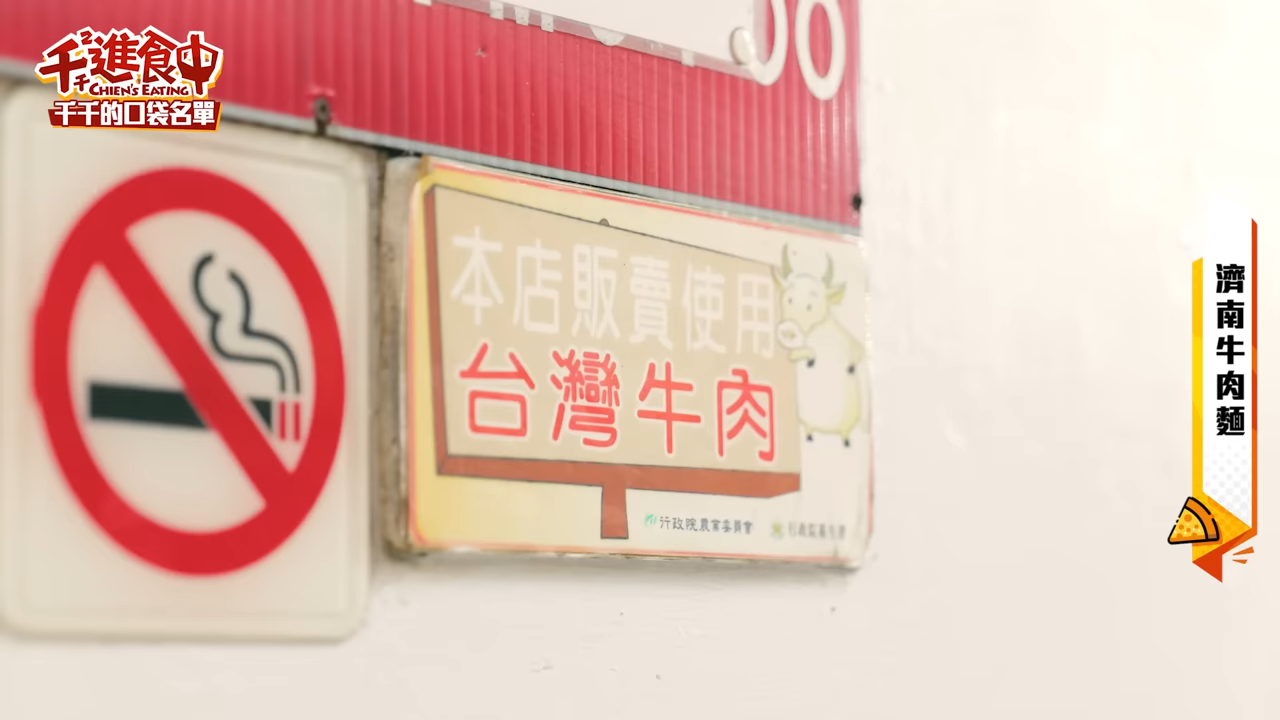 千千進食中
CHIEN'S EATING
千千的口袋名單
本店販賣使用
台灣牛肉
行政院農業委員會
濟南牛肉麵